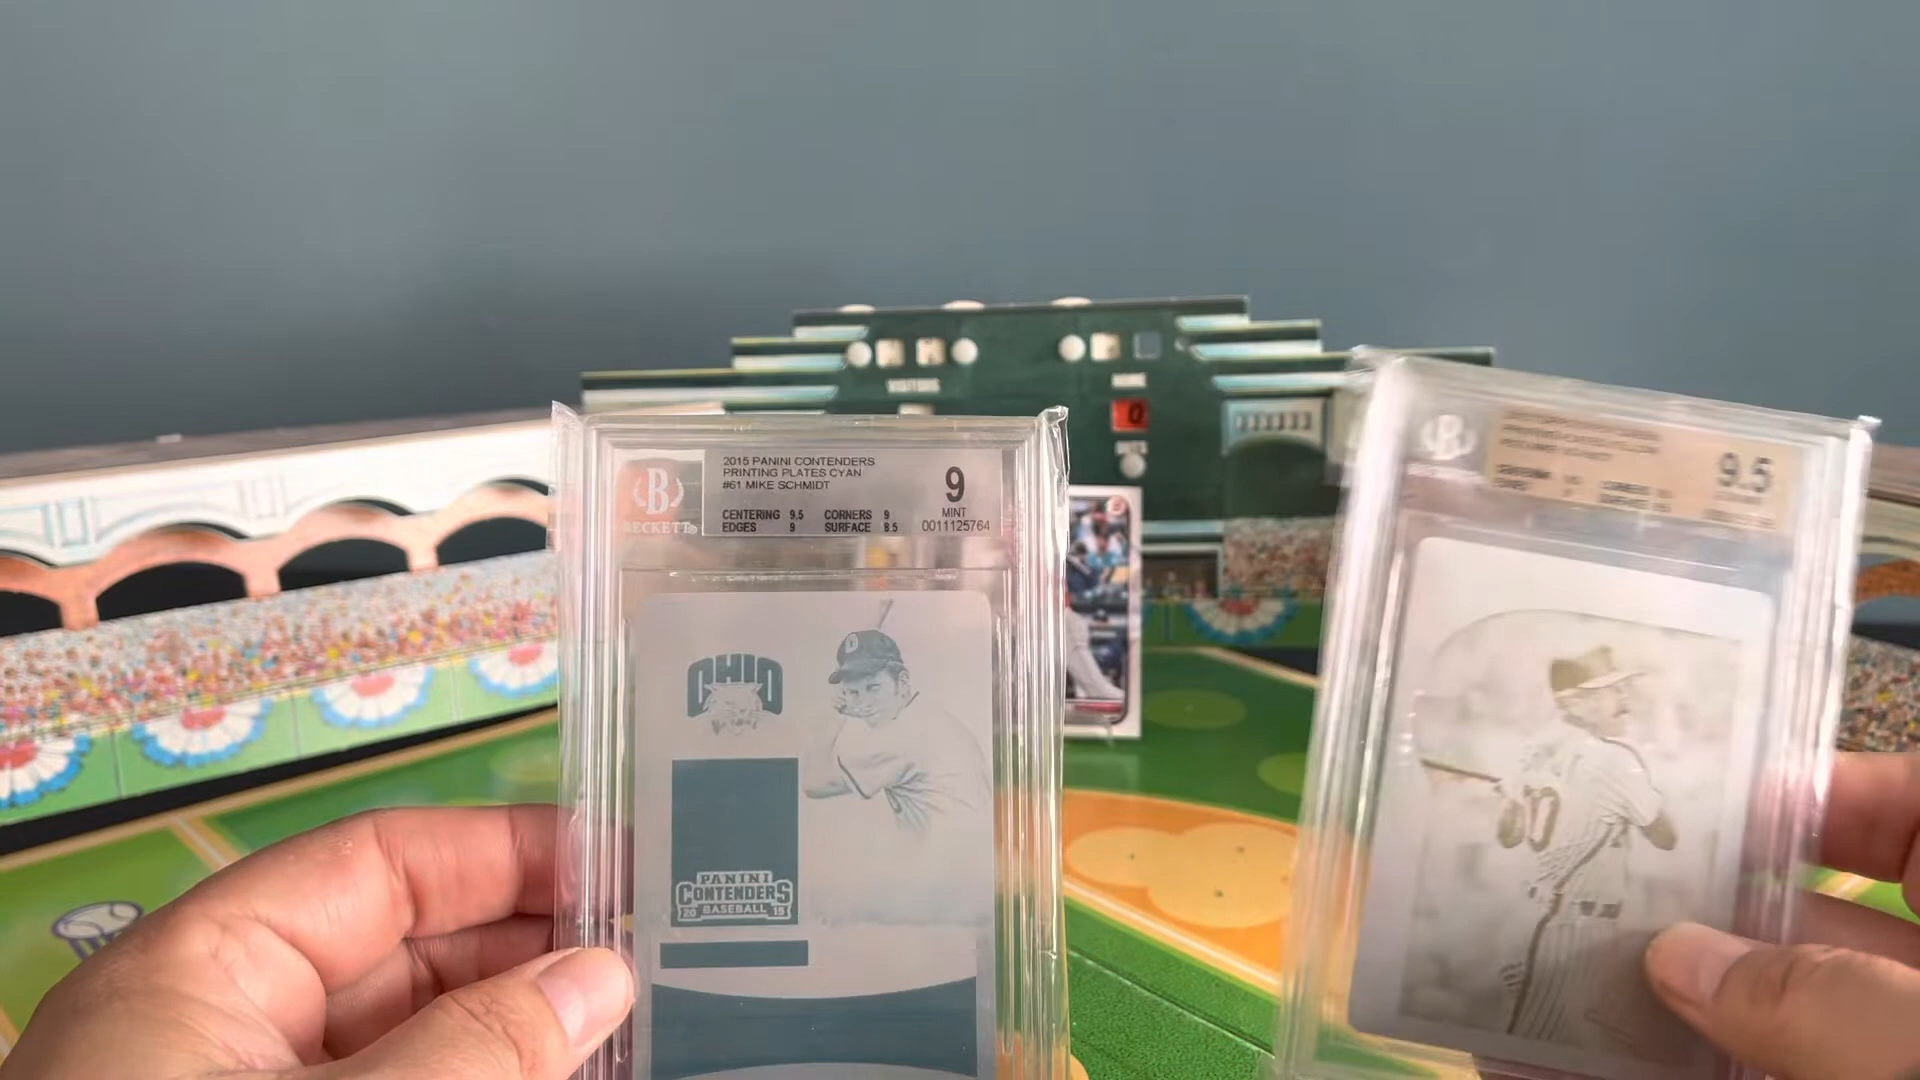 VISITORS
HOME
0
B
BECKETT
2015 PANINI CONTENDERS
PRINTING PLATES CYAN
#61 MIKE SCHMIDT
9
MINT
CENTERING 9.5 CORNERS 9
EDGES 9 SURFACE 8.5
0011125764
9.5
OHIO
PANINI
CONTENDERS
20 BASEBALL 15